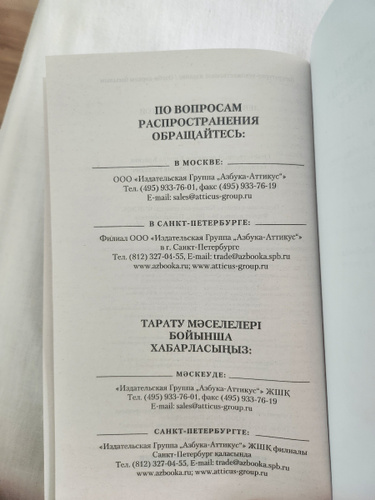 ПО ВОПРОСАМ
РАСПРОСТРАНЕНИЯ
ОБРАЩАЙТЕСЬ:
В МОСКВЕ:
ООО «Издательская Группа „Азбука-Аттикус“»
Тел. (495) 933-76-01, факс (495) 933-76-19
E-mail: sales@atticus-group.ru
В САНКТ-ПЕТЕРБУРГЕ:
Филиал ООО «Издательская Группа „Азбука-Аттикус“»
в г. Санкт-Петербурге
Тел. (812) 327-04-55, E-mail: trade@azbooka.spb.ru
www.azbooka.ru; www.atticus-group.ru
ТАРАТУ МӘСЕЛЕЛЕРІ
БОЙЫНША
ХАБАРЛАСЫҢЫЗ:
МӘСКЕУДЕ:
«Издательская Группа „Азбука-Аттикус“» ЖШҚ
Тел. (495) 933-76-01, факс (495) 933-76-19
E-mail: sales@atticus-group.ru
САНКТ-ПЕТЕРБУРГТЕ:
«Издательская Группа „Азбука-Аттикус“» ЖШҚ филиалы
Санкт-Петербург қаласында
Тел. (812) 327-04-55, E-mail: trade@azbooka.spb.ru
www.azbooka.ru; www.atticus-group.ru